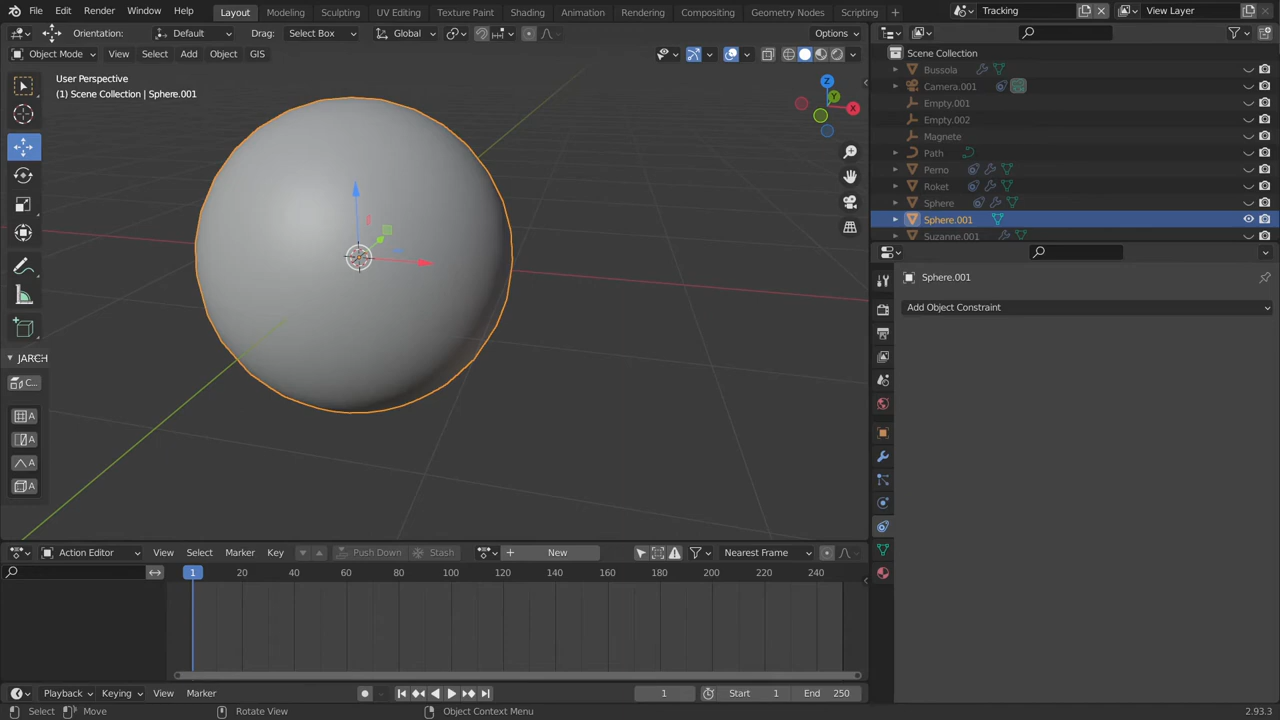 File Edit Render Window Help Layout Modeling Sculpting UV Editing Texture Paint Shading Animation Rendering Compositing Geometry Nodes Scripting + Tracking View Layer
Orientation: Default Drag: Select Box Global Options
Object Mode View Select Add Object GIS
User Perspective
(1) Scene Collection | Sphere.001
Z
Y
X
JARCH
C...
A
A
A
A
Scene Collection
Bussola
Camera.001
Empty.001
Empty.002
Magnete
Path
Perno
Roket
Sphere
Sphere.001
Suzanne.001
Sphere.001
Add Object Constraint
Action Editor View Select Marker Key Push Down Stash + New Nearest Frame
1 20 40 60 80 100 120 140 160 180 200 220 240
Playback Keying View Marker 1 Start 1 End 250
Select Move Rotate View Object Context Menu 2.93.3